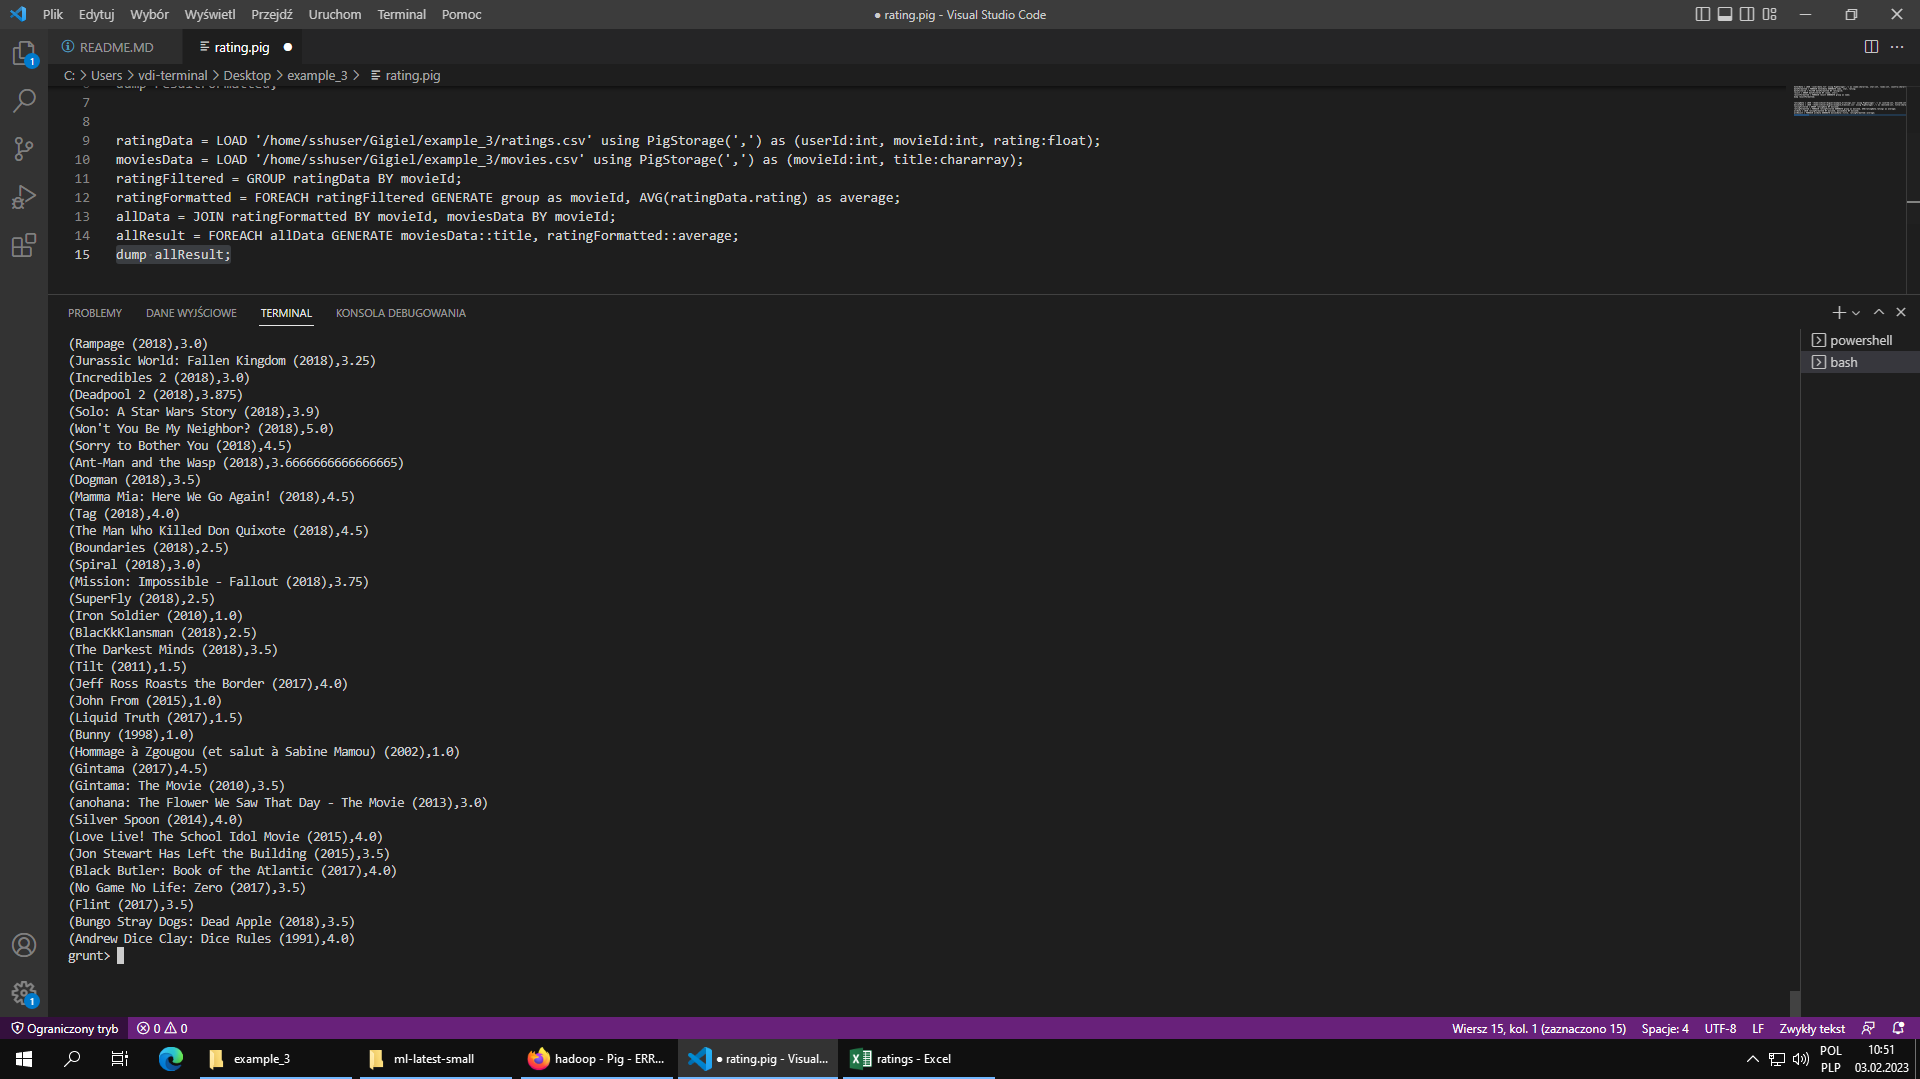 Plik Edytuj Wybór Wyświetl Przejdź Uruchom Terminal Pomoc
● rating.pig - Visual Studio Code
README.MD
rating.pig
C: > Users > vdi-terminal > Desktop > example_3 > rating.pig
7
8
9 ratingData = LOAD '/home/sshuser/Gigiel/example_3/ratings.csv' using PigStorage(',') as (userId:int, movieId:int, rating:float);
10 moviesData = LOAD '/home/sshuser/Gigiel/example_3/movies.csv' using PigStorage(',') as (movieId:int, title:chararray);
11 ratingFiltered = GROUP ratingData BY movieId;
12 ratingFormatted = FOREACH ratingFiltered GENERATE group as movieId, AVG(ratingData.rating) as average;
13 allData = JOIN ratingFormatted BY movieId, moviesData BY movieId;
14 allResult = FOREACH allData GENERATE moviesData::title, ratingFormatted::average;
15 dump allResult;
PROBLEMY DANE WYJŚCIOWE TERMINAL KONSOLA DEBUGOWANIA
powershell
bash
(Rampage (2018),3.0)
(Jurassic World: Fallen Kingdom (2018),3.25)
(Incredibles 2 (2018),3.0)
(Deadpool 2 (2018),3.875)
(Solo: A Star Wars Story (2018),3.9)
(Won't You Be My Neighbor? (2018),5.0)
(Sorry to Bother You (2018),4.5)
(Ant-Man and the Wasp (2018),3.6666666666666665)
(Dogman (2018),3.5)
(Mamma Mia: Here We Go Again! (2018),4.5)
(Tag (2018),4.0)
(The Man Who Killed Don Quixote (2018),4.5)
(Boundaries (2018),2.5)
(Spiral (2018),3.0)
(Mission: Impossible - Fallout (2018),3.75)
(SuperFly (2018),2.5)
(Iron Soldier (2010),1.0)
(BlacKkKlansman (2018),2.5)
(The Darkest Minds (2018),3.5)
(Tilt (2011),1.5)
(Jeff Ross Roasts the Border (2017),4.0)
(John From (2015),1.0)
(Liquid Truth (2017),1.5)
(Bunny (1998),1.0)
(Hommage à Zgougou (et salut à Sabine Mamou) (2002),1.0)
(Gintama (2017),4.5)
(Gintama: The Movie (2010),3.5)
(anohana: The Flower We Saw That Day - The Movie (2013),3.0)
(Silver Spoon (2014),4.0)
(Love Live! The School Idol Movie (2015),4.0)
(Jon Stewart Has Left the Building (2015),3.5)
(Black Butler: Book of the Atlantic (2017),4.0)
(No Game No Life: Zero (2017),3.5)
(Flint (2017),3.5)
(Bungo Stray Dogs: Dead Apple (2018),3.5)
(Andrew Dice Clay: Dice Rules (1991),4.0)
grunt>
1
1
Ograniczony tryb 0 0
Wiersz 15, kol. 1 (zaznaczono 15) Spacje: 4 UTF-8 LF Zwykły tekst
example_3
ml-latest-small
hadoop - Pig - ERR...
● rating.pig - Visual...
ratings - Excel
POL
PLP
10:51
03.02.2023